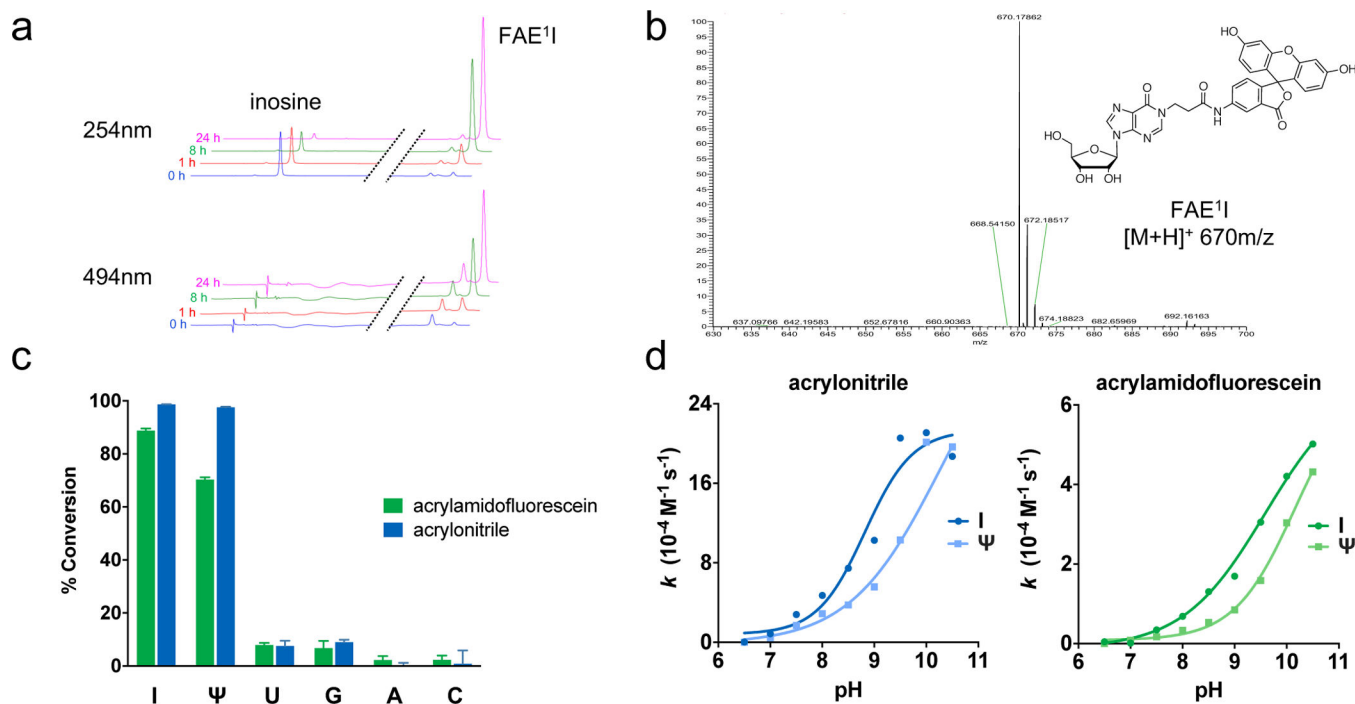 a
FAE¹I
inosine
254nm
24 h
8 h
1 h
0 h
494nm
24 h
8 h
1 h
0 h
b
100
95
90
85
80
75
70
65
60
55
50
45
40
35
30
25
20
15
10
5
0
670.17862
668.54150
672.18517
637.09766
642.19583
652.67816
660.90363
674.18823
682.65969
692.16163
630
635
640
645
650
655
660
665
670
675
680
685
690
695
700
m/z
HO
O
OH
O
O
O
O
N
N
O
N
H
HO
N
N
O
OH
OH
FAE¹I
[M+H]⁺ 670m/z
c
% Conversion
100
80
60
40
20
0
I
Ψ
U
G
A
C
acrylamidofluorescein
acrylonitrile
d
acrylonitrile
k (10⁻⁴ M⁻¹ s⁻¹)
24
16
8
0
6
7
8
9
10
11
pH
I
Ψ
acrylamidofluorescein
k (10⁻⁴ M⁻¹ s⁻¹)
6
4
2
0
6
7
8
9
10
11
pH
I
Ψ